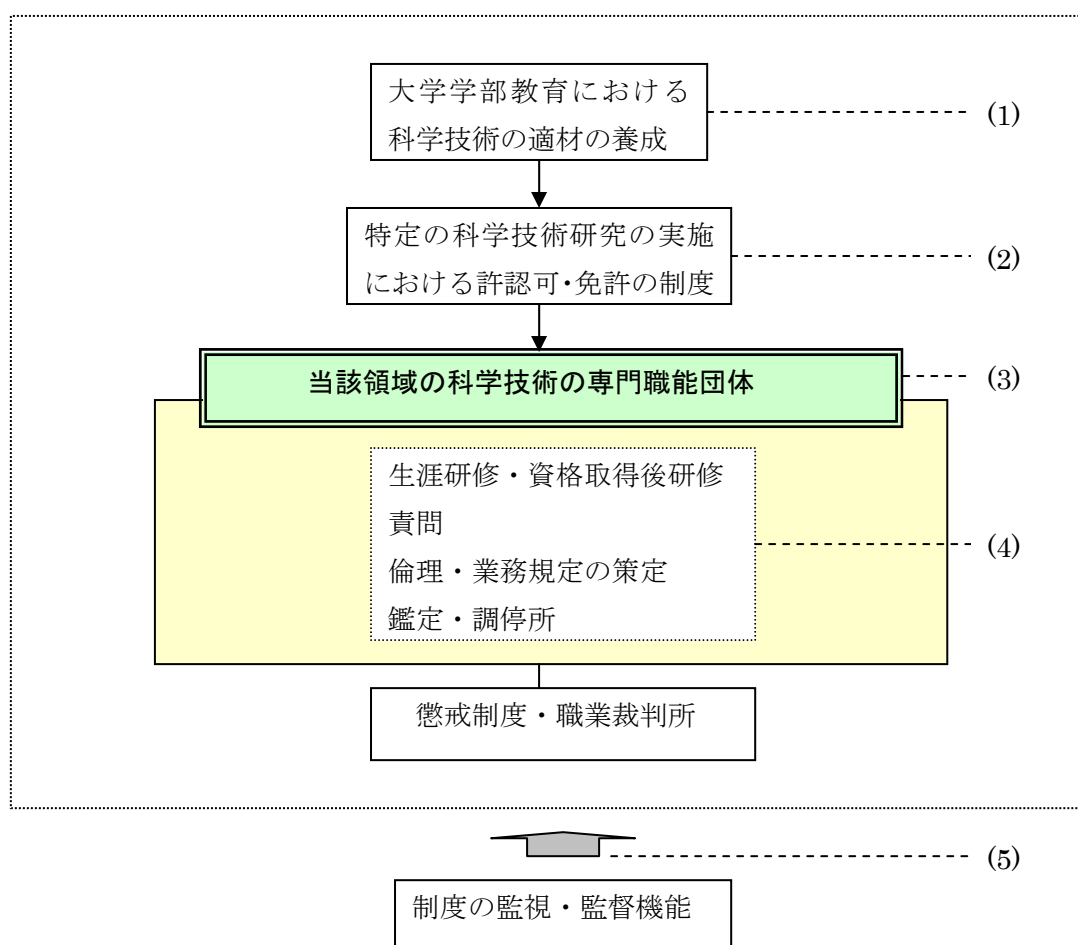 大学学部教育における
科学技術の適材の養成
(1)
特定の科学技術研究の実施
における許認可・免許の制度
(2)
当該領域の科学技術の専門職能団体
(3)
生涯研修・資格取得後研修
責問
倫理・業務規定の策定
鑑定・調停所
(4)
懲戒制度・職業裁判所
(5)
制度の監視・監督機能